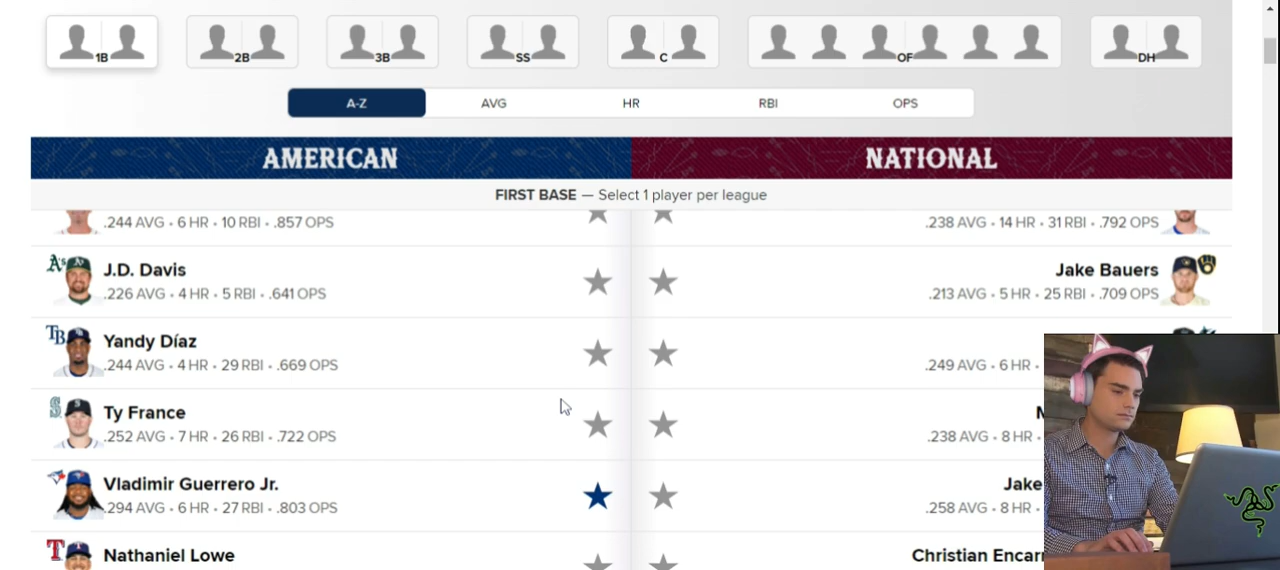 1B 2B 3B SS C OF DH
A-Z AVG HR RBI OPS
AMERICAN NATIONAL
FIRST BASE — Select 1 player per league
.244 AVG • 6 HR • 10 RBI • .857 OPS
.238 AVG • 14 HR • 31 RBI • .792 OPS
A's J.D. Davis
.226 AVG • 4 HR • 5 RBI • .641 OPS
Jake Bauers
.213 AVG • 5 HR • 25 RBI • .709 OPS
TB Yandy Díaz
.244 AVG • 4 HR • 29 RBI • .669 OPS
.249 AVG • 6 HR •
Ty France
.252 AVG • 7 HR • 26 RBI • .722 OPS
.238 AVG • 8 HR •
Vladimir Guerrero Jr.
.294 AVG • 6 HR • 27 RBI • .803 OPS
Jake
.258 AVG • 8 HR •
T Nathaniel Lowe
Christian Encarn